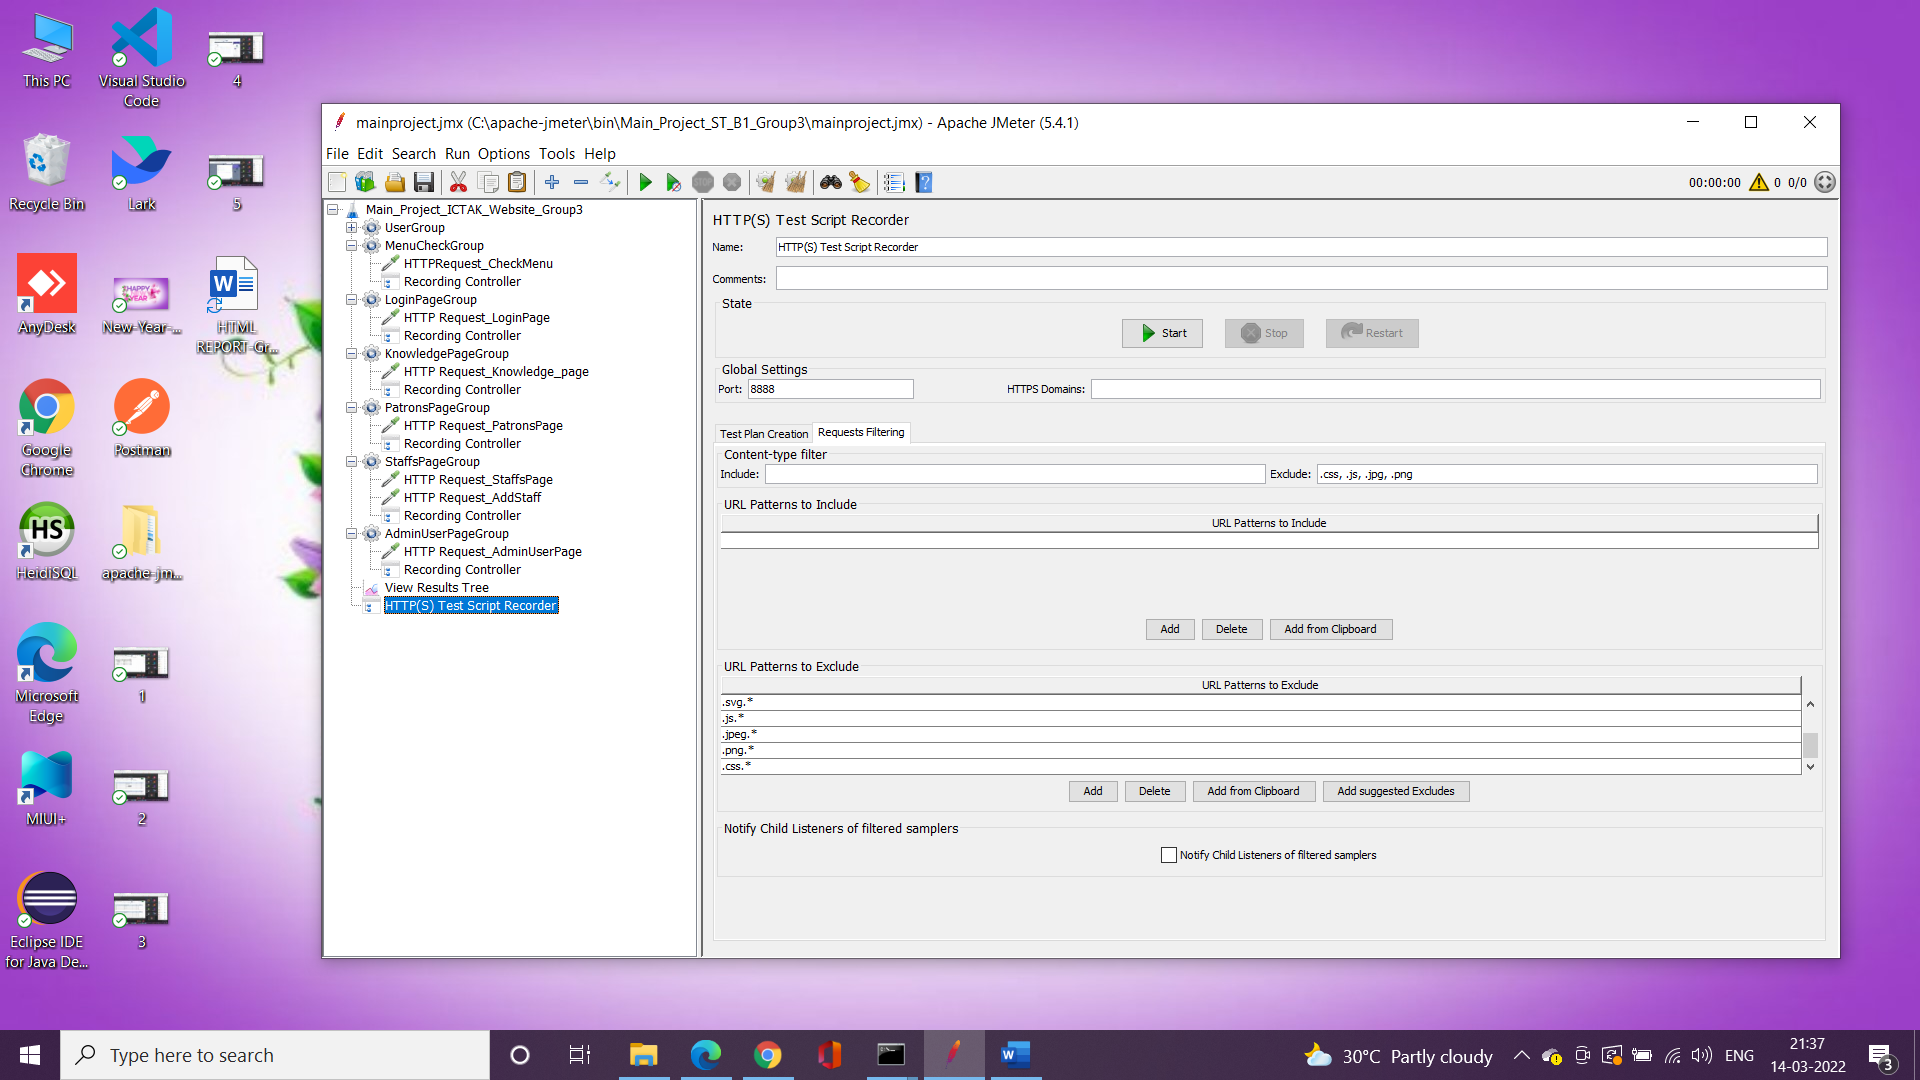 This PC
Visual Studio
Code
4
Recycle Bin
Lark
5
AnyDesk
New-Year-...
HTML
REPORT-Gr...
Google
Chrome
Postman
HS
HeidiSQL
apache-jm...
Microsoft
Edge
1
MIUI+
2
Eclipse IDE
for Java De...
3
mainproject.jmx (C:\apache-jmeter\bin\Main_Project_ST_B1_Group3\mainproject.jmx) - Apache JMeter (5.4.1)
File Edit Search Run Options Tools Help
00:00:00 0 0/0
Main_Project_ICTAK_Website_Group3
UserGroup
MenuCheckGroup
HTTPRequest_CheckMenu
Recording Controller
LoginPageGroup
HTTP Request_LoginPage
Recording Controller
KnowledgePageGroup
HTTP Request_Knowledge_page
Recording Controller
PatronsPageGroup
HTTP Request_PatronsPage
Recording Controller
StaffsPageGroup
HTTP Request_StaffsPage
HTTP Request_AddStaff
Recording Controller
AdminUserPageGroup
HTTP Request_AdminUserPage
Recording Controller
View Results Tree
HTTP(S) Test Script Recorder
HTTP(S) Test Script Recorder
Name: HTTP(S) Test Script Recorder
Comments:
State
Start Stop Restart
Global Settings
Port: 8888 HTTPS Domains:
Test Plan Creation Requests Filtering
Content-type filter
Include: Exclude: .css, .js, .jpg, .png
URL Patterns to Include
URL Patterns to Include
Add Delete Add from Clipboard
URL Patterns to Exclude
URL Patterns to Exclude
.svg.*
.js.*
.jpeg.*
.png.*
.css.*
Add Delete Add from Clipboard Add suggested Excludes
Notify Child Listeners of filtered samplers
Notify Child Listeners of filtered samplers
Type here to search
30°C Partly cloudy
ENG
21:37
14-03-2022
3